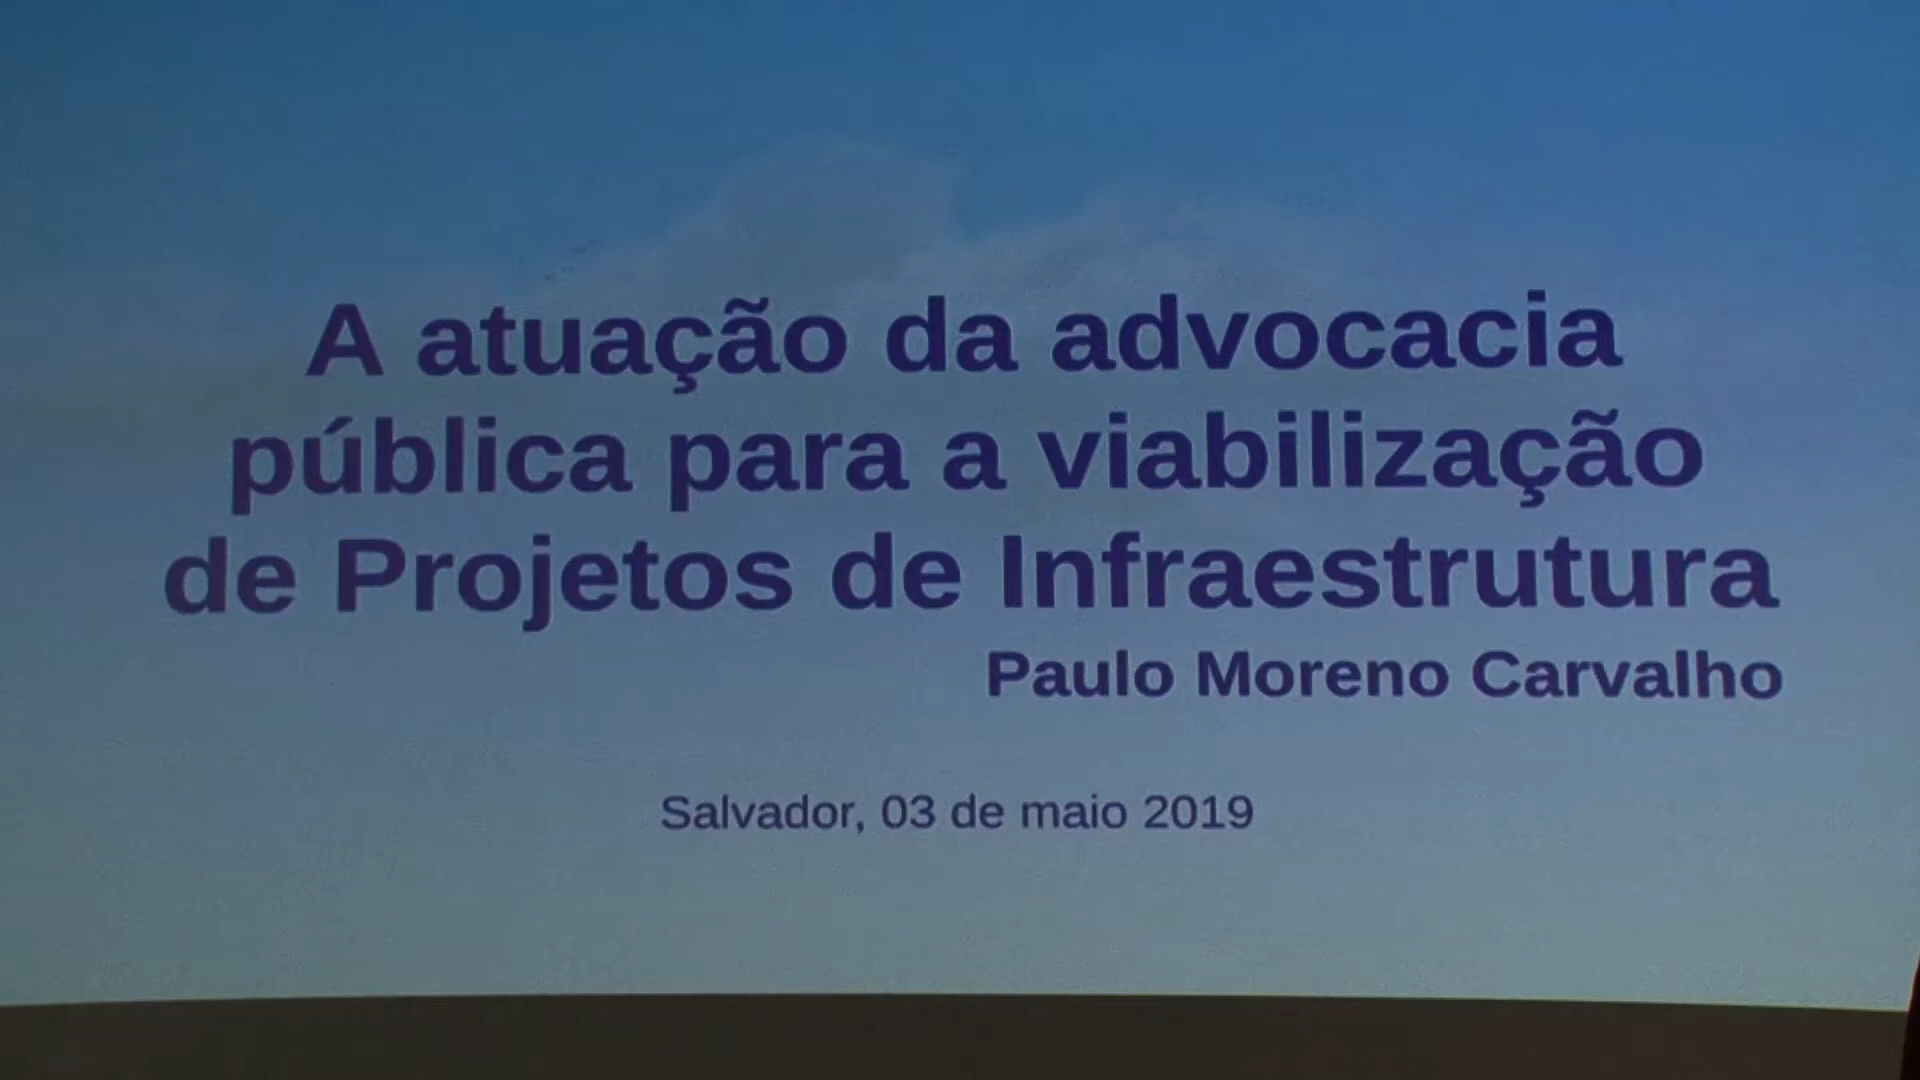 A atuação da advocacia
pública para a viabilização
de Projetos de Infraestrutura
Paulo Moreno Carvalho
Salvador, 03 de maio 2019